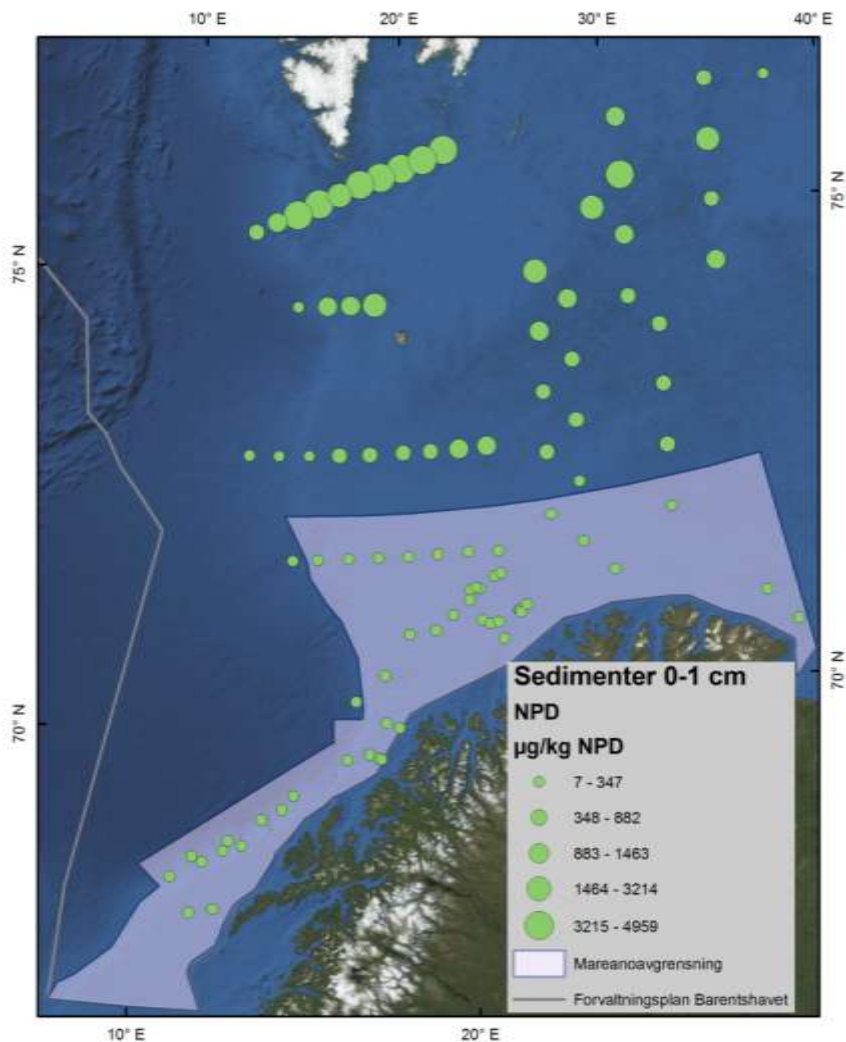 10° E 20° E 30° E 40° E
75° N
75° N
70° N
70° N
Sedimenter 0-1 cm
NPD
µg/kg NPD
7 - 347
348 - 882
883 - 1463
1464 - 3214
3215 - 4959
Mareanoavgrensning
Forvaltningsplan Barentshavet
10° E 20° E